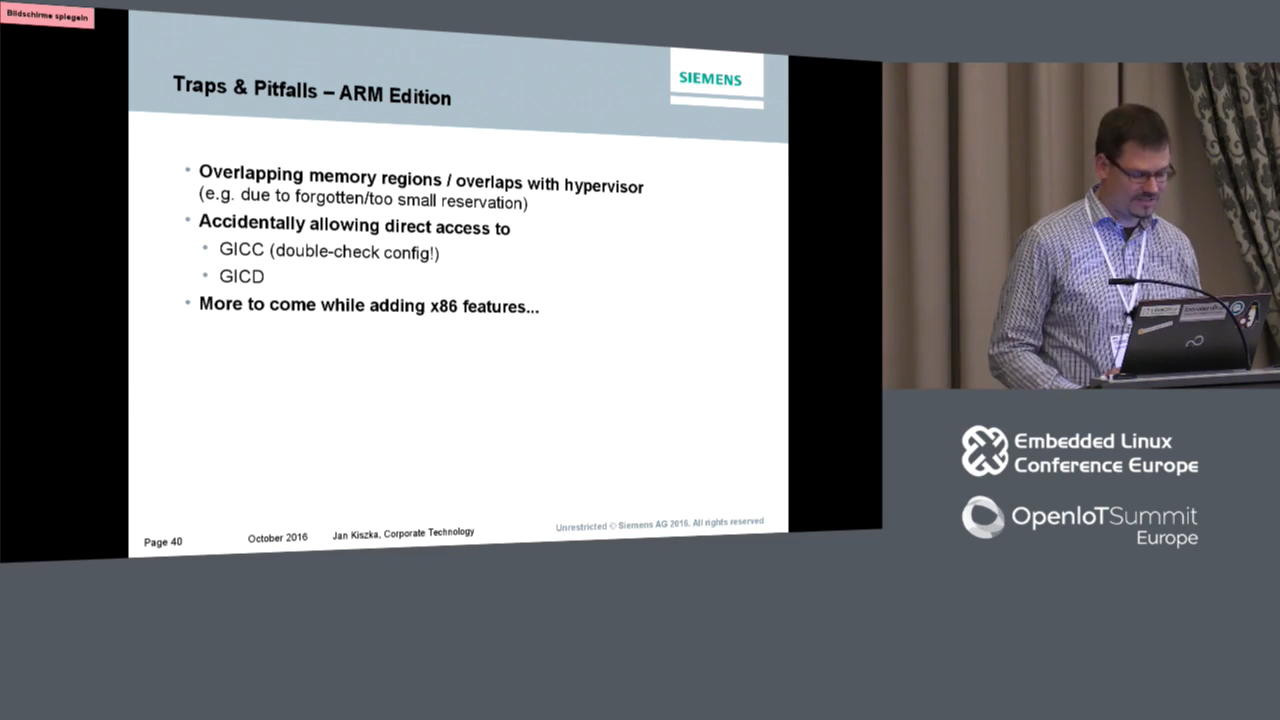 Bildschirme spiegeln
Traps & Pitfalls – ARM Edition
SIEMENS
Overlapping memory regions / overlaps with hypervisor
(e.g. due to forgotten/too small reservation)
Accidentally allowing direct access to
GICC (double-check config!)
GICD
More to come while adding x86 features...
Page 40
October 2016
Jan Kiszka, Corporate Technology
Unrestricted © Siemens AG 2016. All rights reserved
Embedded Linux
Conference Europe
OpenIoTSummit
Europe